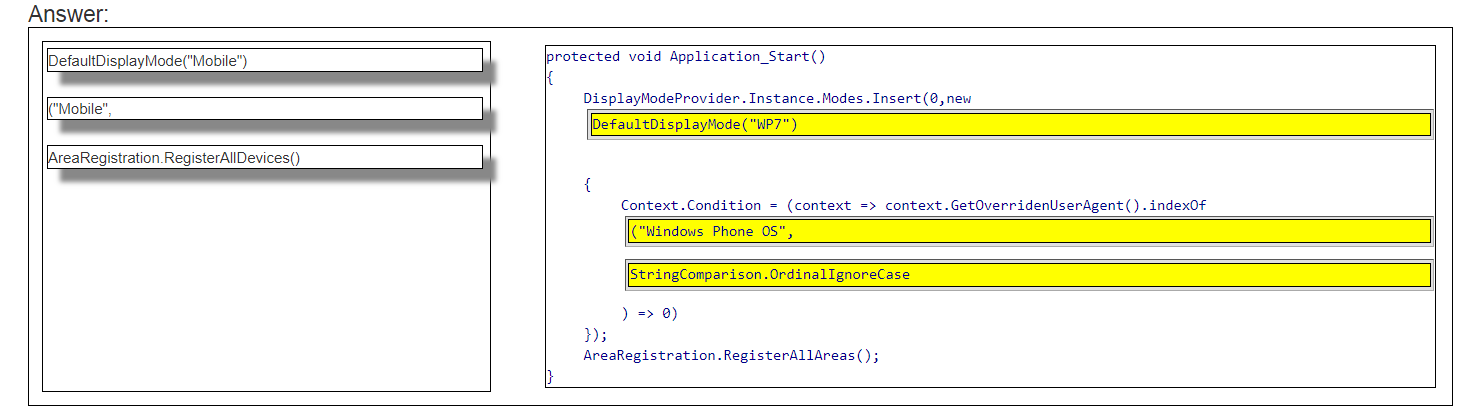 Answer:
DefaultDisplayMode("Mobile")
("Mobile",
AreaRegistration.RegisterAllDevices()
protected void Application_Start()
{
DisplayModeProvider.Instance.Modes.Insert(0,new
DefaultDisplayMode("WP7")
{
Context.Condition = (context => context.GetOverridenUserAgent().indexOf
("Windows Phone OS",
StringComparison.OrdinalIgnoreCase
) => 0)
});
AreaRegistration.RegisterAllAreas();
}